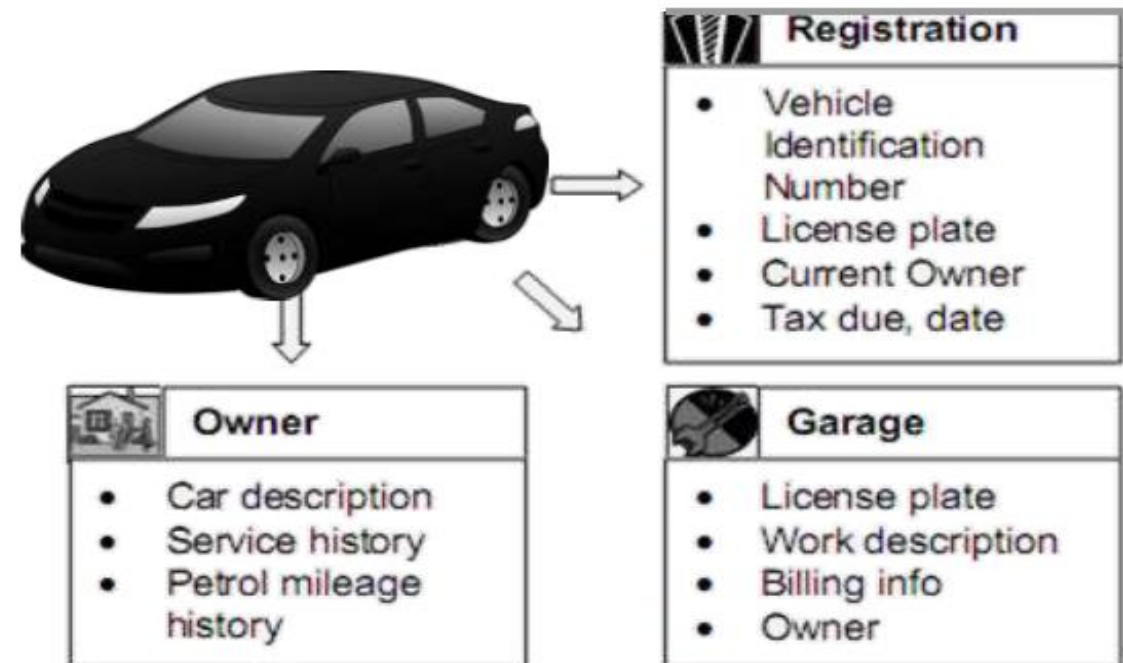 Registration
• Vehicle
Identification
Number
• License plate
• Current Owner
• Tax due, date
Owner
• Car description
• Service history
• Petrol mileage
history
Garage
• License plate
• Work description
• Billing info
• Owner